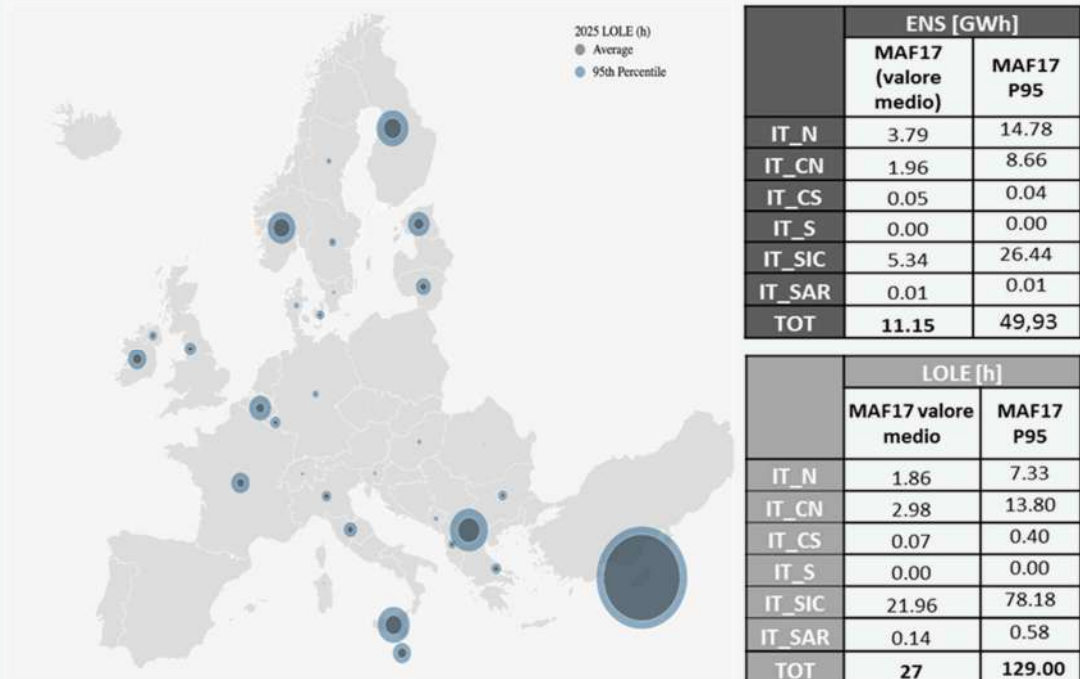 2025 LOLE (h)
Average
95th Percentile
ENS [GWh]
MAF17
(valore
medio)
MAF17
P95
IT_N 3.79 14.78
IT_CN 1.96 8.66
IT_CS 0.05 0.04
IT_S 0.00 0.00
IT_SIC 5.34 26.44
IT_SAR 0.01 0.01
TOT 11.15 49,93
LOLE [h]
MAF17 valore
medio
MAF17
P95
IT_N 1.86 7.33
IT_CN 2.98 13.80
IT_CS 0.07 0.40
IT_S 0.00 0.00
IT_SIC 21.96 78.18
IT_SAR 0.14 0.58
TOT 27 129.00